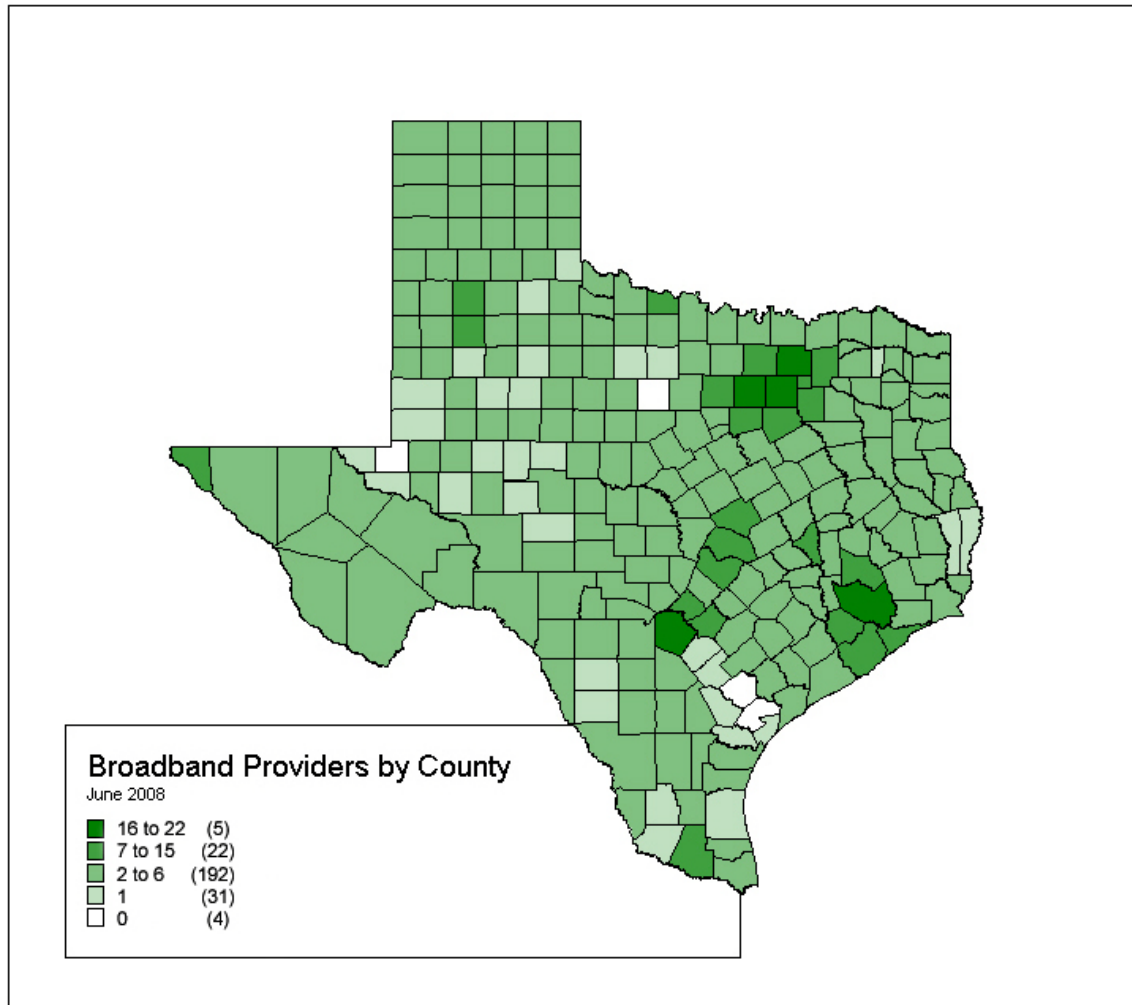 Broadband Providers by County
June 2008
16 to 22 (5)
7 to 15 (22)
2 to 6 (192)
1 (31)
0 (4)